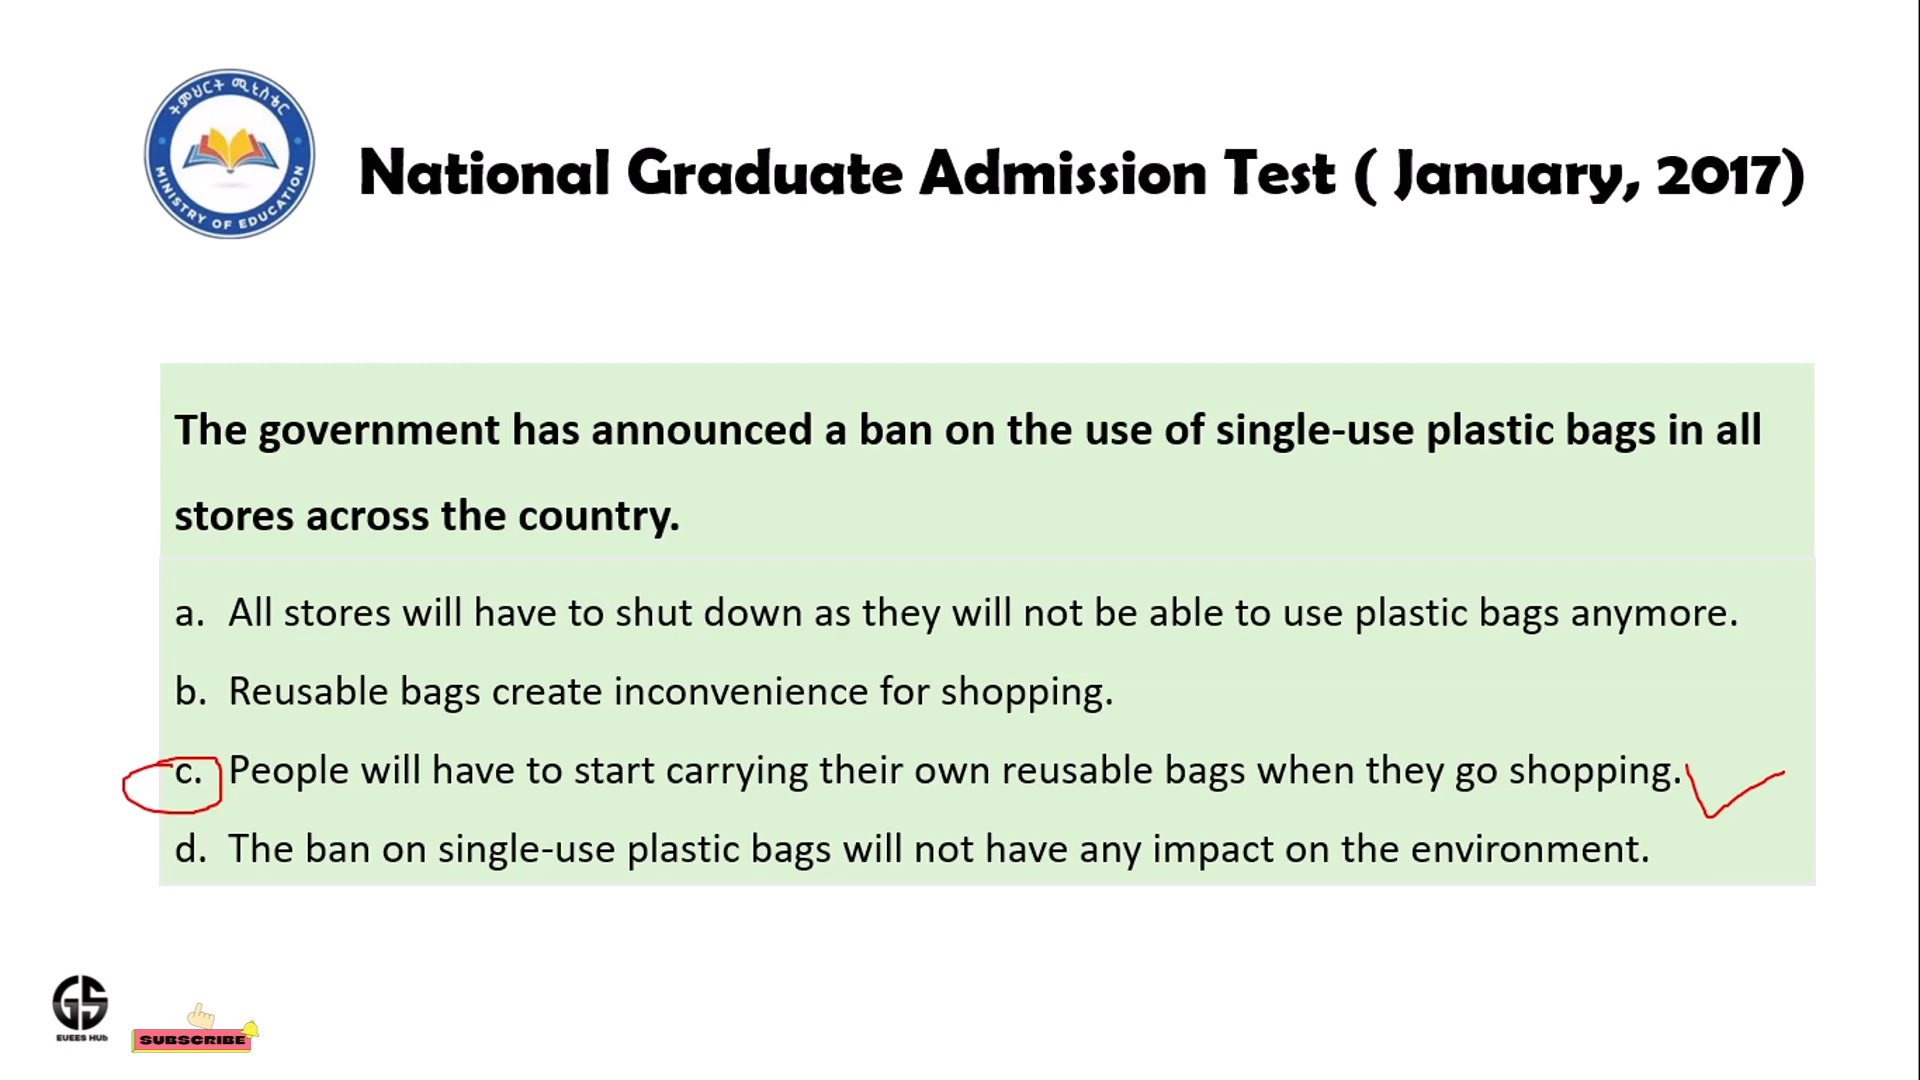 ትምህርት ሚኒስቴር
MINISTRY OF EDUCATION
National Graduate Admission Test ( January, 2017)
The government has announced a ban on the use of single-use plastic bags in all
stores across the country.
a. All stores will have to shut down as they will not be able to use plastic bags anymore.
b. Reusable bags create inconvenience for shopping.
c. People will have to start carrying their own reusable bags when they go shopping.
d. The ban on single-use plastic bags will not have any impact on the environment.
GS
EUEES HUb
SUBSCRIBE